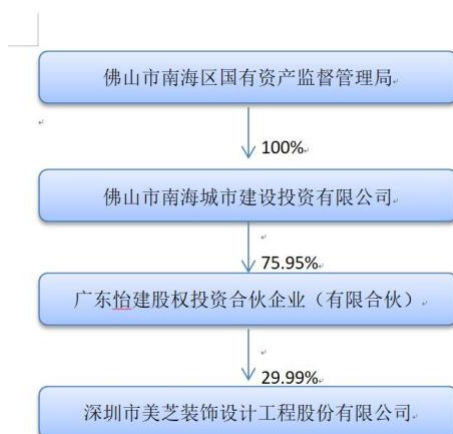 佛山市南海区国有资产监督管理局
100%
佛山市南海城市建设投资有限公司
75.95%
广东怡建股权投资合伙企业（有限合伙）
29.99%
深圳市美芝装饰设计工程股份有限公司